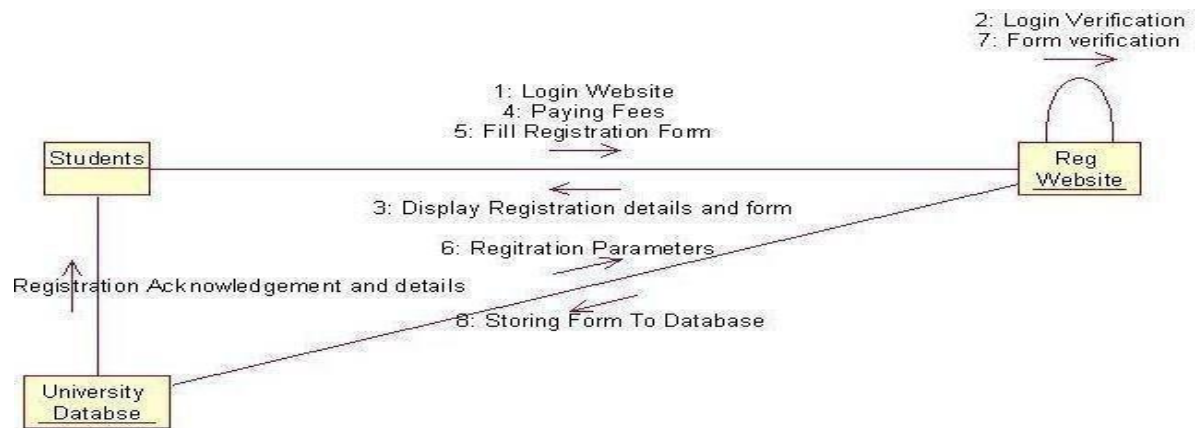 2: Login Verification
7: Form verification
1: Login Website
4: Paying Fees
5: Fill Registration Form
Students
Reg
Website
3: Display Registration details and form
6: Regitration Parameters
Registration Acknowledgement and details
8: Storing Form To Database
University
Databse